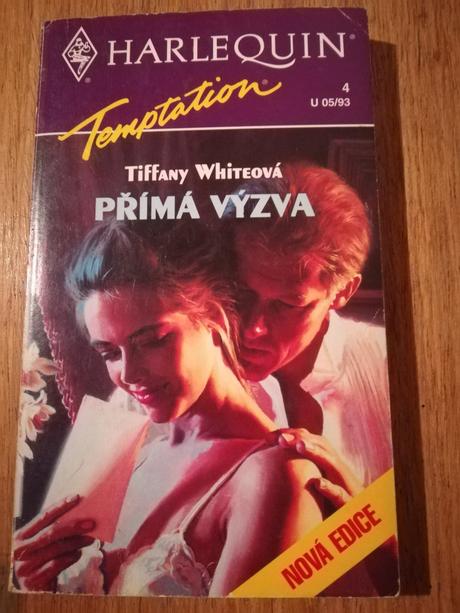 HARLEQUIN®
Temptation®
4
U 05/93
Tiffany Whiteová
PŘÍMÁ VÝZVA
NOVÁ EDICE